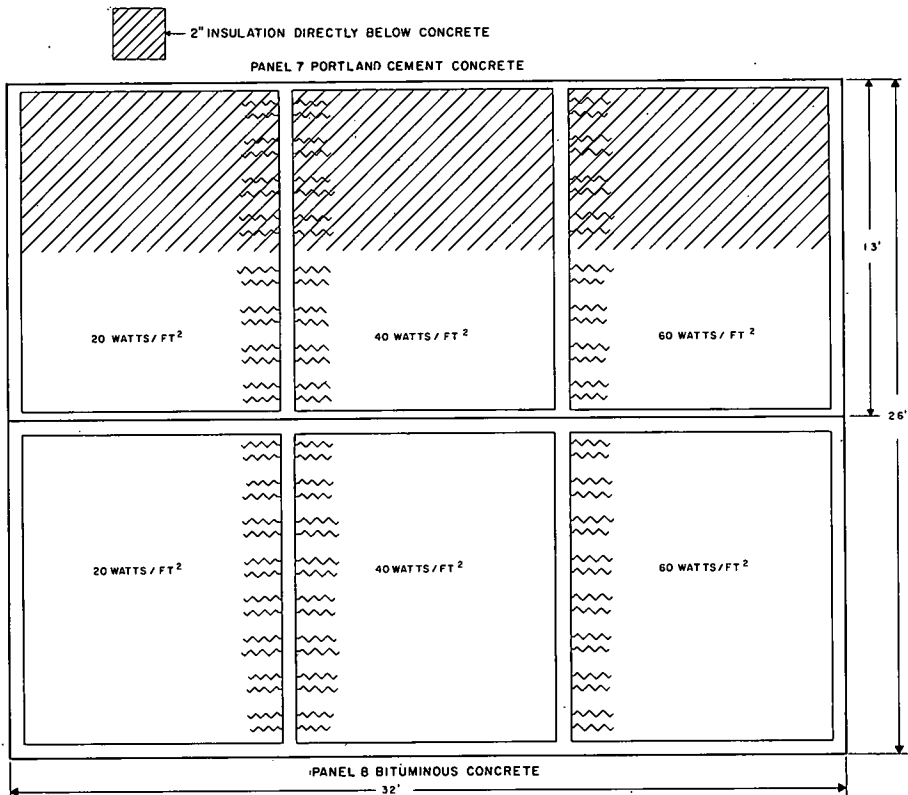 2" INSULATION DIRECTLY BELOW CONCRETE
PANEL 7 PORTLAND CEMENT CONCRETE
13'
20 WATTS/FT²
40 WATTS/FT²
60 WATTS/FT²
26'
20 WATTS/FT²
40 WATTS/FT²
60 WATTS/FT²
PANEL 8 BITUMINOUS CONCRETE
32'